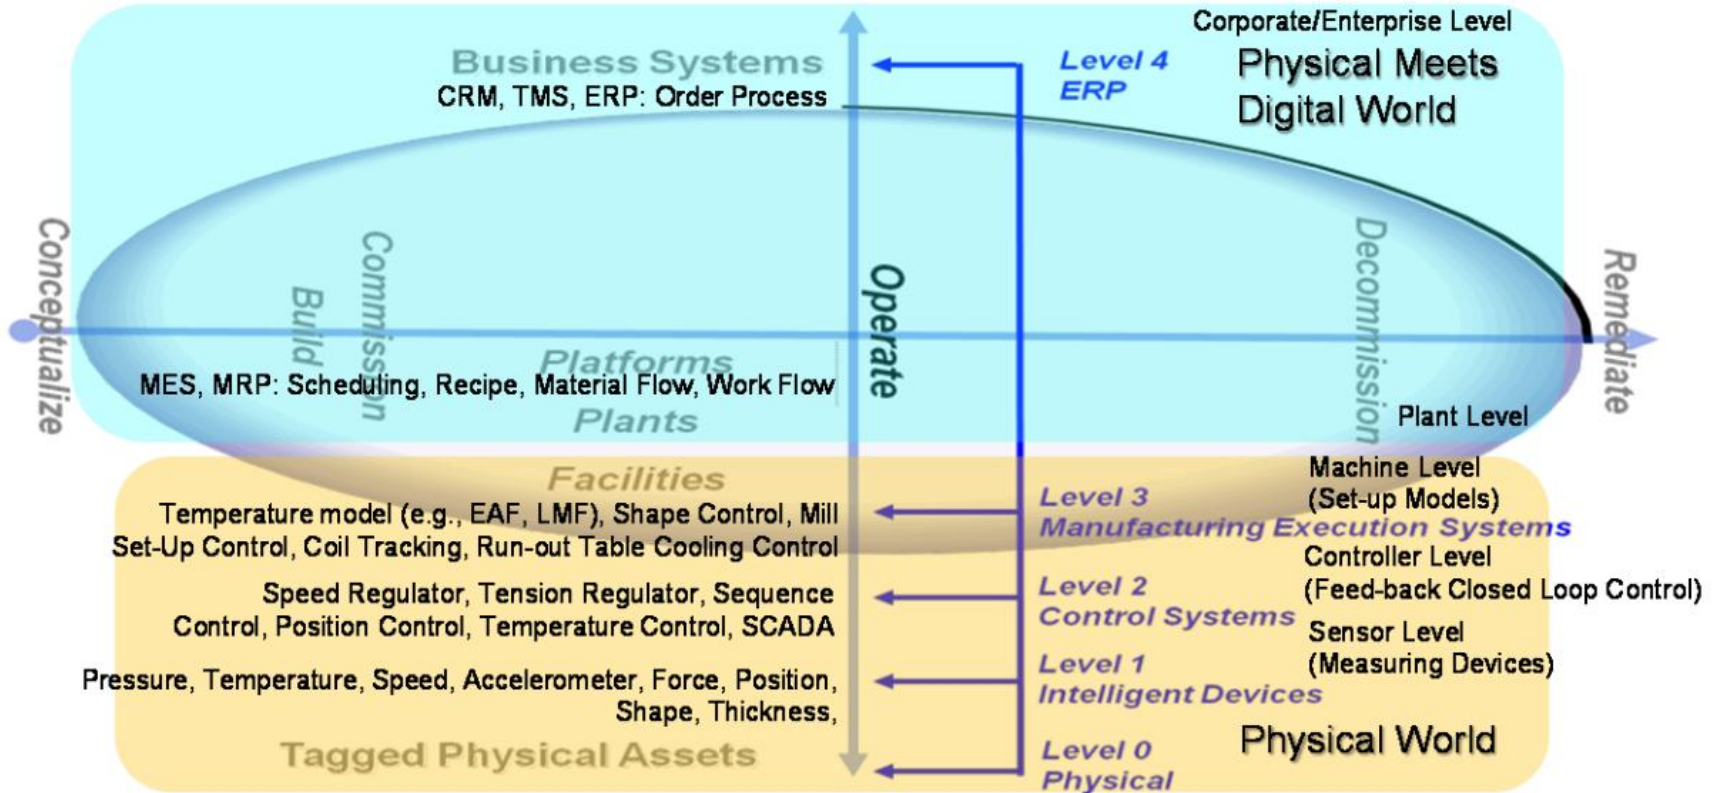 Corporate/Enterprise Level
Business Systems
Level 4
ERP
Physical Meets
Digital World
CRM, TMS, ERP: Order Process
Conceptualize
Build
Commission
Operate
Decommission
Remediate
Platforms
MES, MRP: Scheduling, Recipe, Material Flow, Work Flow
Plants
Plant Level
Facilities
Machine Level
(Set-up Models)
Level 3
Manufacturing Execution Systems
Temperature model (e.g., EAF, LMF), Shape Control, Mill
Set-Up Control, Coil Tracking, Run-out Table Cooling Control
Controller Level
(Feed-back Closed Loop Control)
Level 2
Control Systems
Speed Regulator, Tension Regulator, Sequence
Control, Position Control, Temperature Control, SCADA
Sensor Level
(Measuring Devices)
Level 1
Intelligent Devices
Pressure, Temperature, Speed, Accelerometer, Force, Position,
Shape, Thickness,
Tagged Physical Assets
Level 0
Physical
Physical World